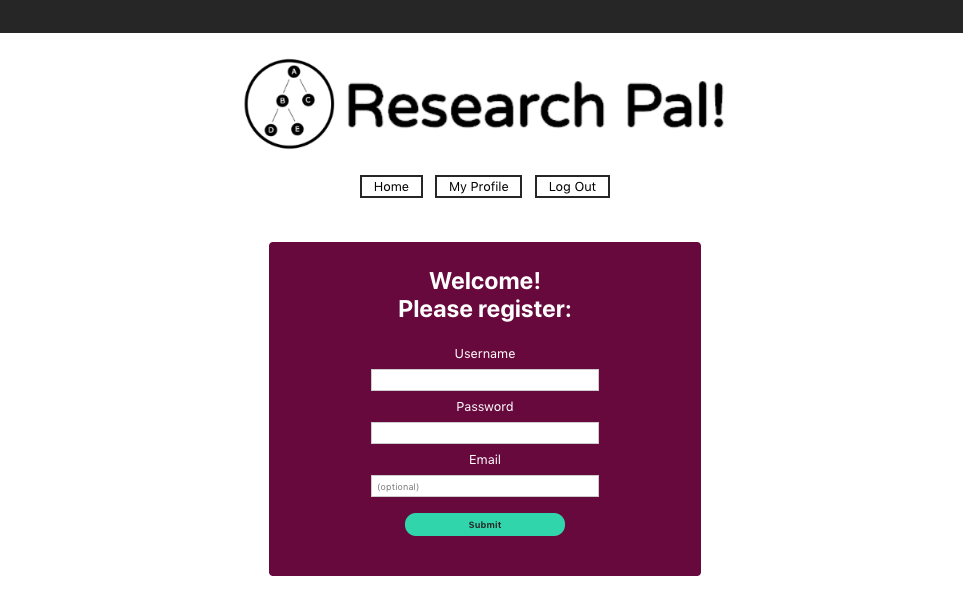 A
B
C
D
E
Research Pal!
Home
My Profile
Log Out
Welcome!
Please register:
Username
Password
Email
(optional)
Submit